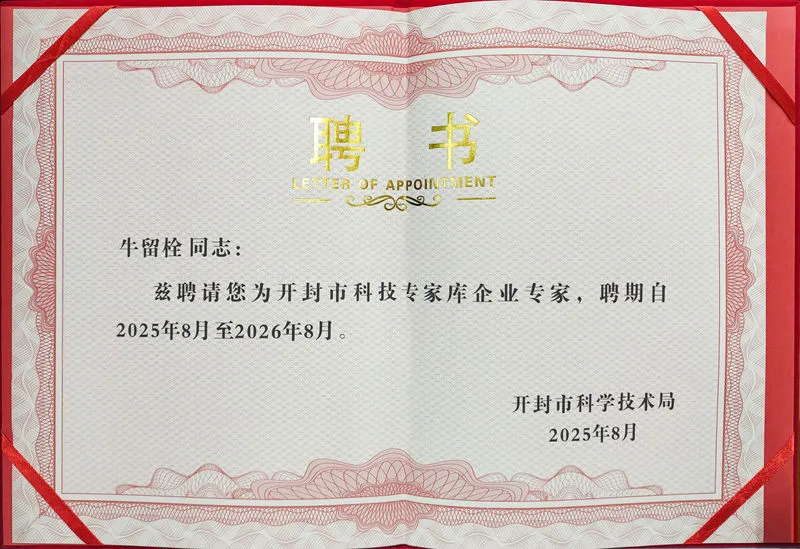 聘 书
LETTER OF APPOINTMENT
牛留栓 同志：
兹聘请您为开封市科技专家库企业专家，聘期自
2025年8月至2026年8月。
开封市科学技术局
2025年8月